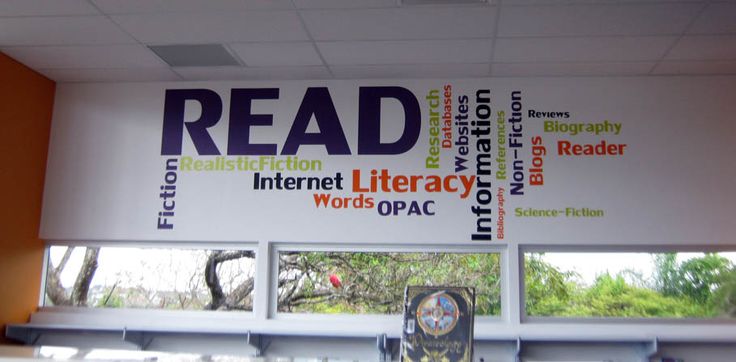 READ
Fiction
RealisticFiction
Internet
Literacy
Words
OPAC
Research
Databases
Websites
Information
References
Bibliography
Non-Fiction
Reviews
Biography
Blogs
Reader
Science-Fiction